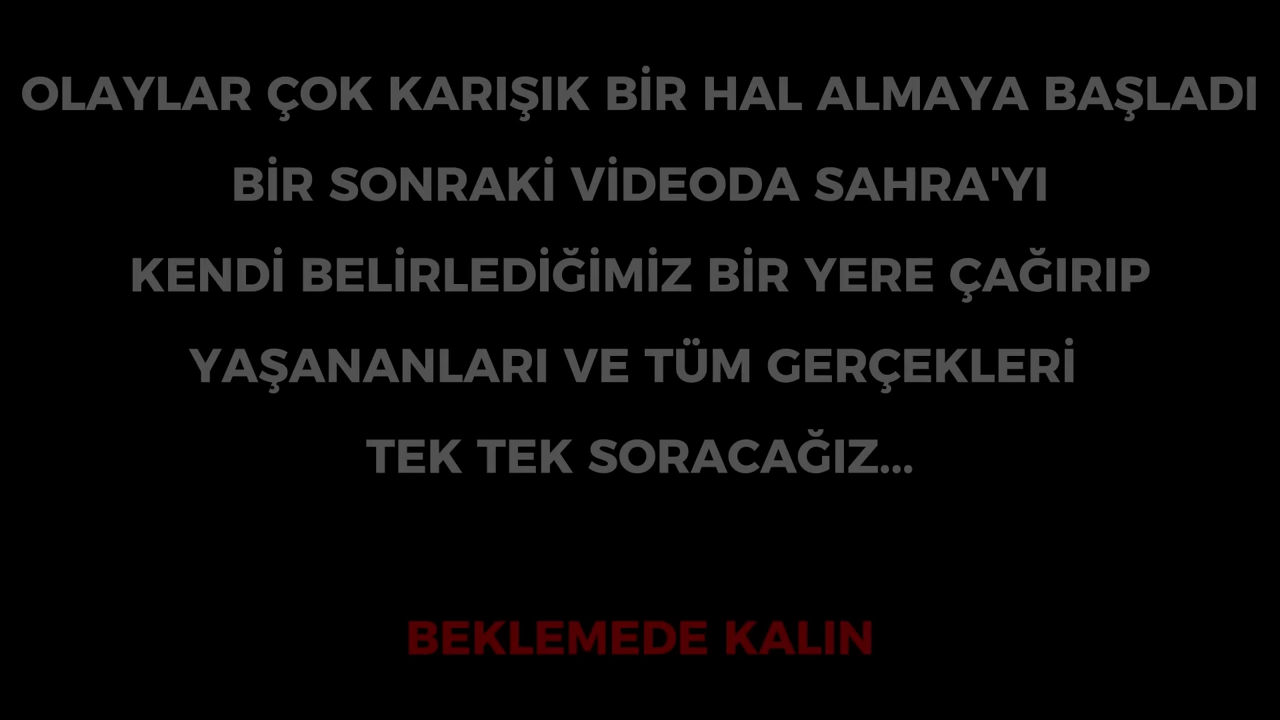 OLAYLAR ÇOK KARIŞIK BİR HAL ALMAYA BAŞLADI
BİR SONRAKİ VİDEODA SAHRA'YI
KENDİ BELİRLEDİĞİMİZ BİR YERE ÇAĞIRIP
YAŞANANLARI VE TÜM GERÇEKLERİ
TEK TEK SORACAĞIZ...
BEKLEMEDE KALIN